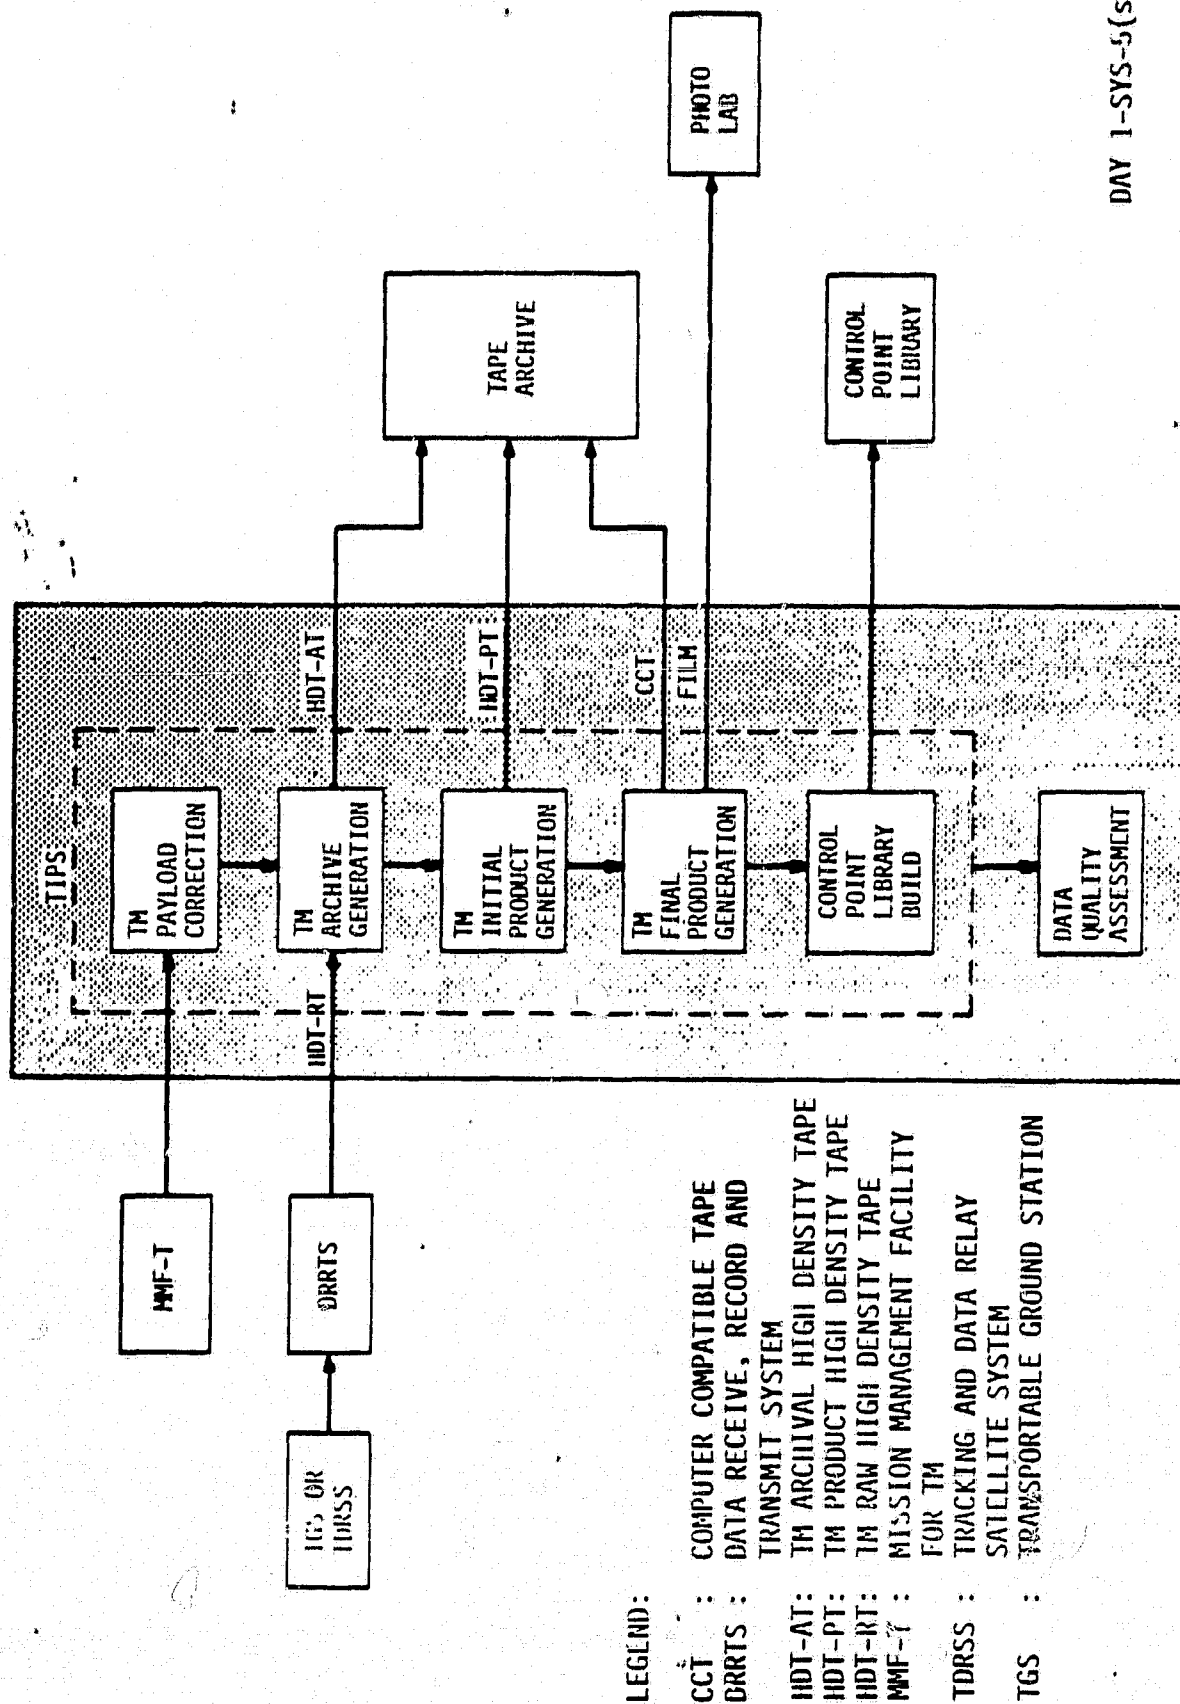 TIPS
MMF-T
TM
PAYLOAD
CORRECTION
TGS OR
TDRSS
DRRTS
HDT-RT
TM
ARCHIVE
GENERATION
HDT-AT
TM
INITIAL
PRODUCT
GENERATION
HDT-PT
TAPE
ARCHIVE
TM
FINAL
PRODUCT
GENERATION
CCT
FILM
PHOTO
LAB
CONTROL
POINT
LIBRARY
BUILD
CONTROL
POINT
LIBRARY
DATA
QUALITY
ASSESSMENT
LEGEND:
CCT : COMPUTER COMPATIBLE TAPE
DRRTS : DATA RECEIVE, RECORD AND
TRANSMIT SYSTEM
HDT-AT: TM ARCHIVAL HIGH DENSITY TAPE
HDT-PT: TM PRODUCT HIGH DENSITY TAPE
HDT-RT: TM RAW HIGH DENSITY TAPE
MMF-T : MISSION MANAGEMENT FACILITY
FOR TM
TDRSS : TRACKING AND DATA RELAY
SATELLITE SYSTEM
TGS : TRANSPORTABLE GROUND STATION
DAY 1-SYS-5(s